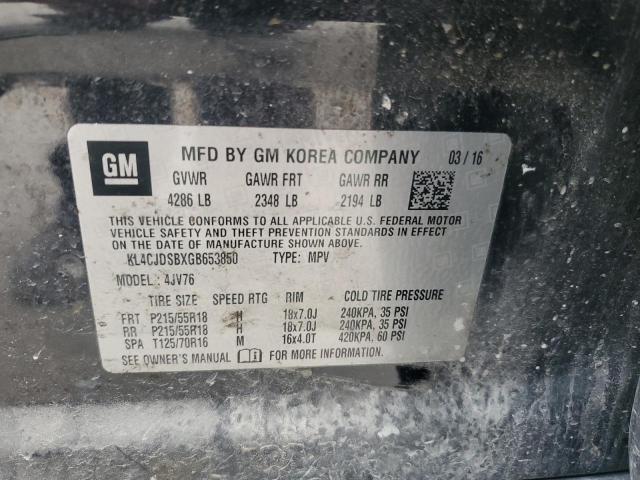 GM MFD BY GM KOREA COMPANY 03 / 16
GVWR GAWR FRT GAWR RR
4286 LB 2348 LB 2194 LB
THIS VEHICLE CONFORMS TO ALL APPLICABLE U.S. FEDERAL MOTOR
VEHICLE SAFETY AND THEFT PREVENTION STANDARDS IN EFFECT ON
THE DATE OF MANUFACTURE SHOWN ABOVE.
KL4CJDSBXGB653850 TYPE: MPV
MODEL: 4JV76
TIRE SIZE SPEED RTG RIM COLD TIRE PRESSURE
FRT P215/55R18 H 18x7.0J 240KPA, 35 PSI
RR P215/55R18 H 18x7.0J 240KPA, 35 PSI
SPA T125/70R16 M 16x4.0T 420KPA, 60 PSI
SEE OWNER'S MANUAL FOR MORE INFORMATION.